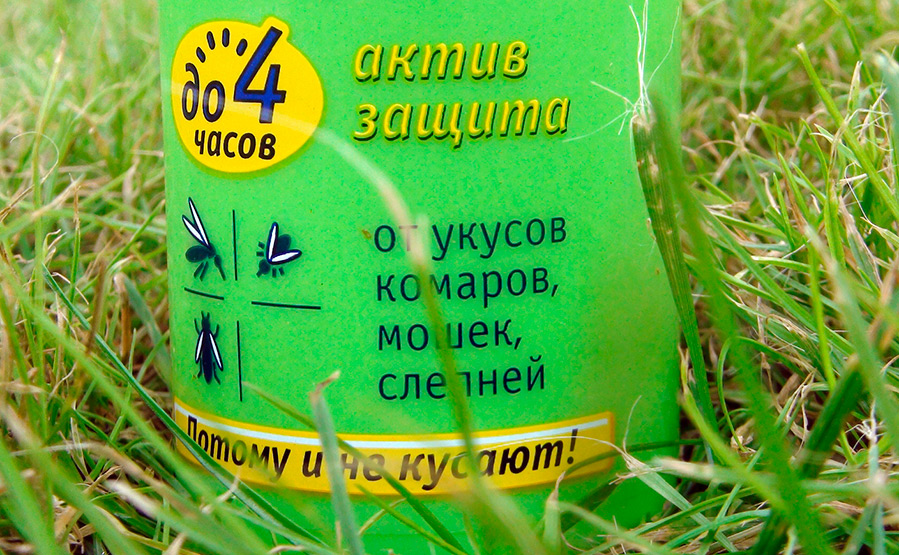 до 4
часов
актив
защита
от укусов
комаров,
мошек,
слепней
Потому и не кусают!